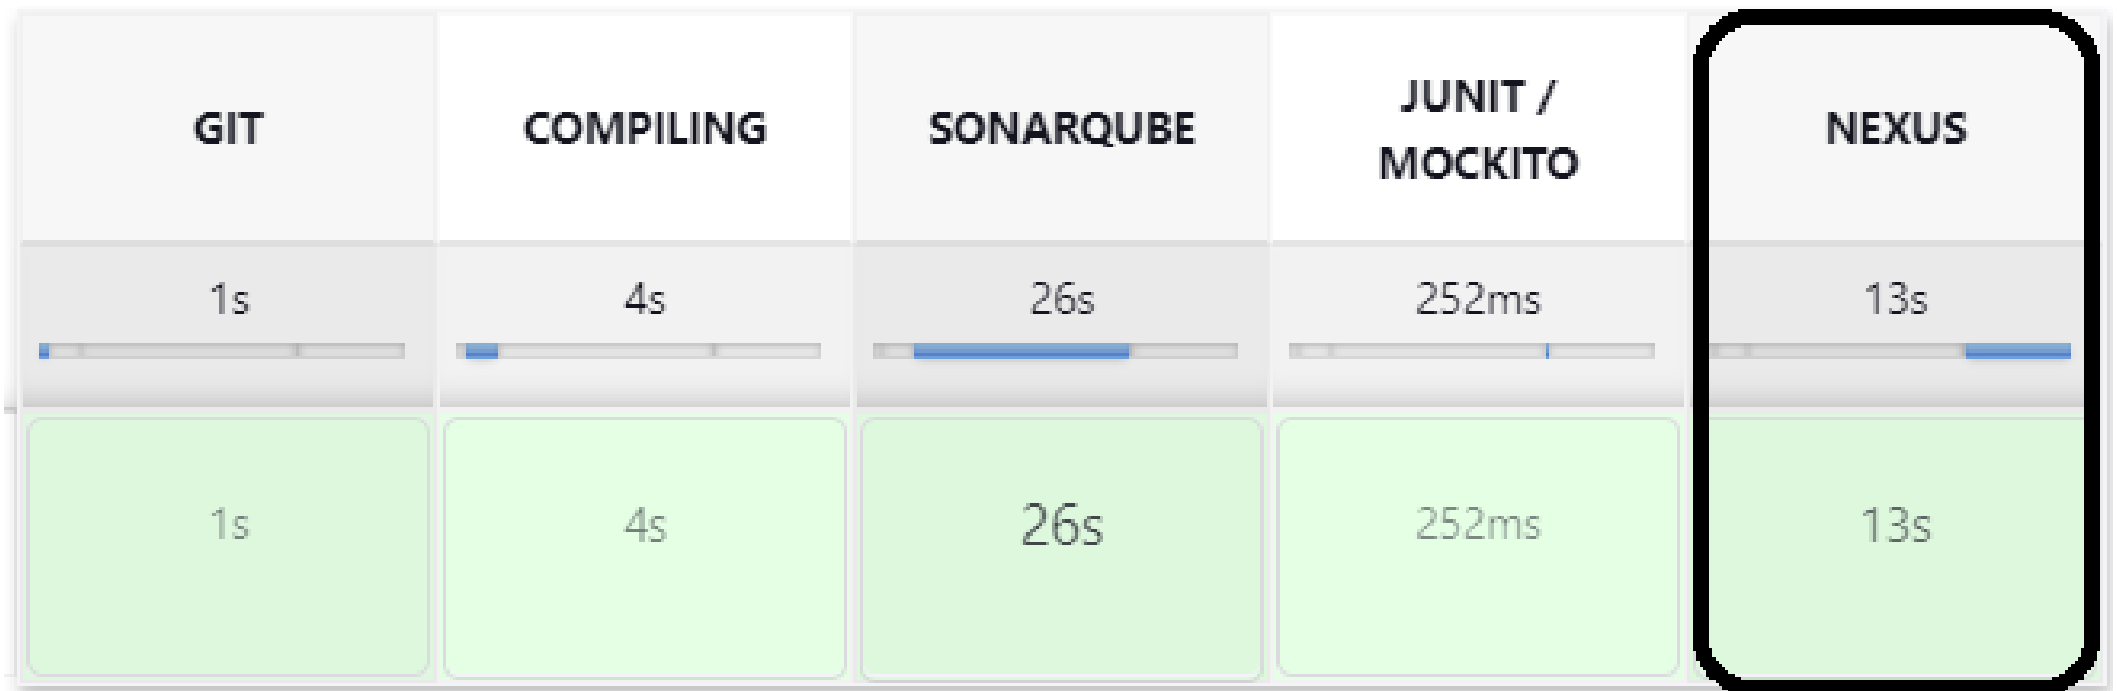 GIT
COMPILING
SONARQUBE
JUNIT /
MOCKITO
NEXUS
1s
4s
26s
252ms
13s
1s
4s
26s
252ms
13s